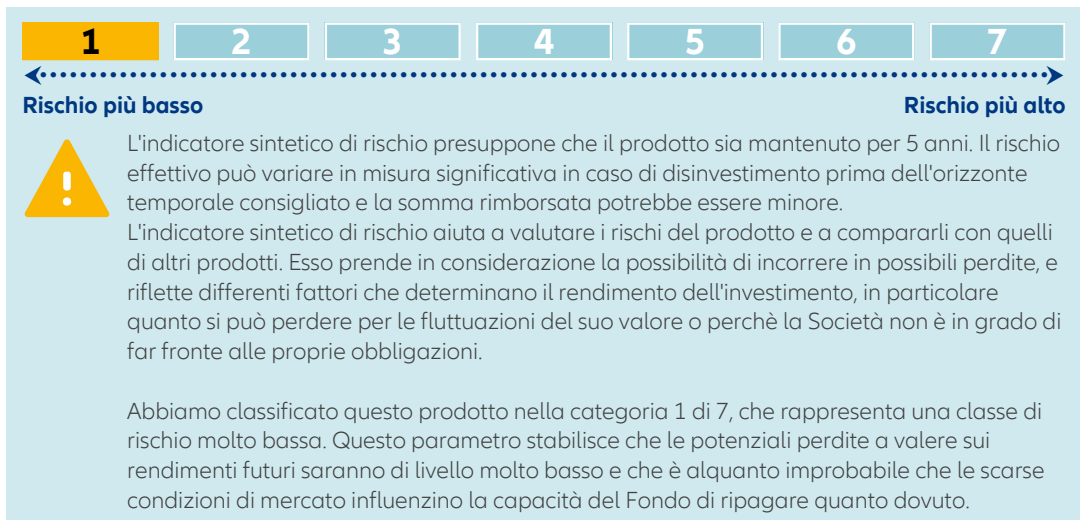 1 2 3 4 5 6 7
Rischio più basso Rischio più alto
L'indicatore sintetico di rischio presuppone che il prodotto sia mantenuto per 5 anni. Il rischio
effettivo può variare in misura significativa in caso di disinvestimento prima dell'orizzonte
temporale consigliato e la somma rimborsata potrebbe essere minore.
L'indicatore sintetico di rischio aiuta a valutare i rischi del prodotto e a compararli con quelli
di altri prodotti. Esso prende in considerazione la possibilità di incorrere in possibili perdite, e
riflette differenti fattori che determinano il rendimento dell'investimento, in particolare
quanto si può perdere per le fluttuazioni del suo valore o perchè la Società non è in grado di
far fronte alle proprie obbligazioni.
Abbiamo classificato questo prodotto nella categoria 1 di 7, che rappresenta una classe di
rischio molto bassa. Questo parametro stabilisce che le potenziali perdite a valere sui
rendimenti futuri saranno di livello molto basso e che è alquanto improbabile che le scarse
condizioni di mercato influenzino la capacità del Fondo di ripagare quanto dovuto.